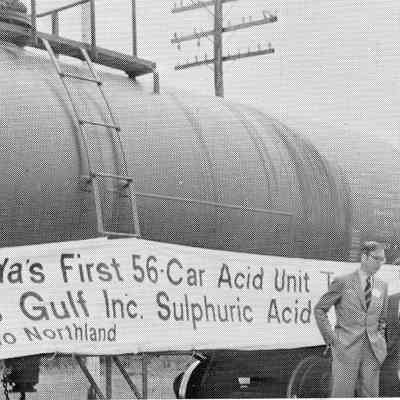 Ya's First 56-Car Acid Unit T
Gulf Inc. Sulphuric Acid
o Northland